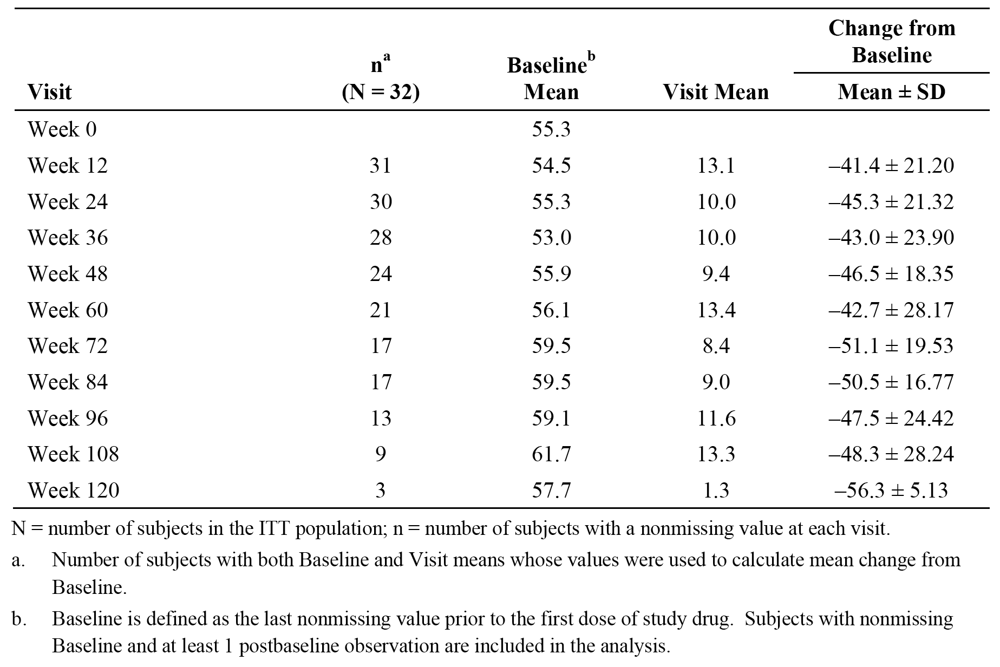 Change from
Baseline
Visit nᵃ (N = 32) Baselineᵇ Mean Visit Mean Mean ± SD
Week 0 55.3
Week 12 31 54.5 13.1 –41.4 ± 21.20
Week 24 30 55.3 10.0 –45.3 ± 21.32
Week 36 28 53.0 10.0 –43.0 ± 23.90
Week 48 24 55.9 9.4 –46.5 ± 18.35
Week 60 21 56.1 13.4 –42.7 ± 28.17
Week 72 17 59.5 8.4 –51.1 ± 19.53
Week 84 17 59.5 9.0 –50.5 ± 16.77
Week 96 13 59.1 11.6 –47.5 ± 24.42
Week 108 9 61.7 13.3 –48.3 ± 28.24
Week 120 3 57.7 1.3 –56.3 ± 5.13
N = number of subjects in the ITT population; n = number of subjects with a nonmissing value at each visit.
a. Number of subjects with both Baseline and Visit means whose values were used to calculate mean change from
Baseline.
b. Baseline is defined as the last nonmissing value prior to the first dose of study drug. Subjects with nonmissing
Baseline and at least 1 postbaseline observation are included in the analysis.